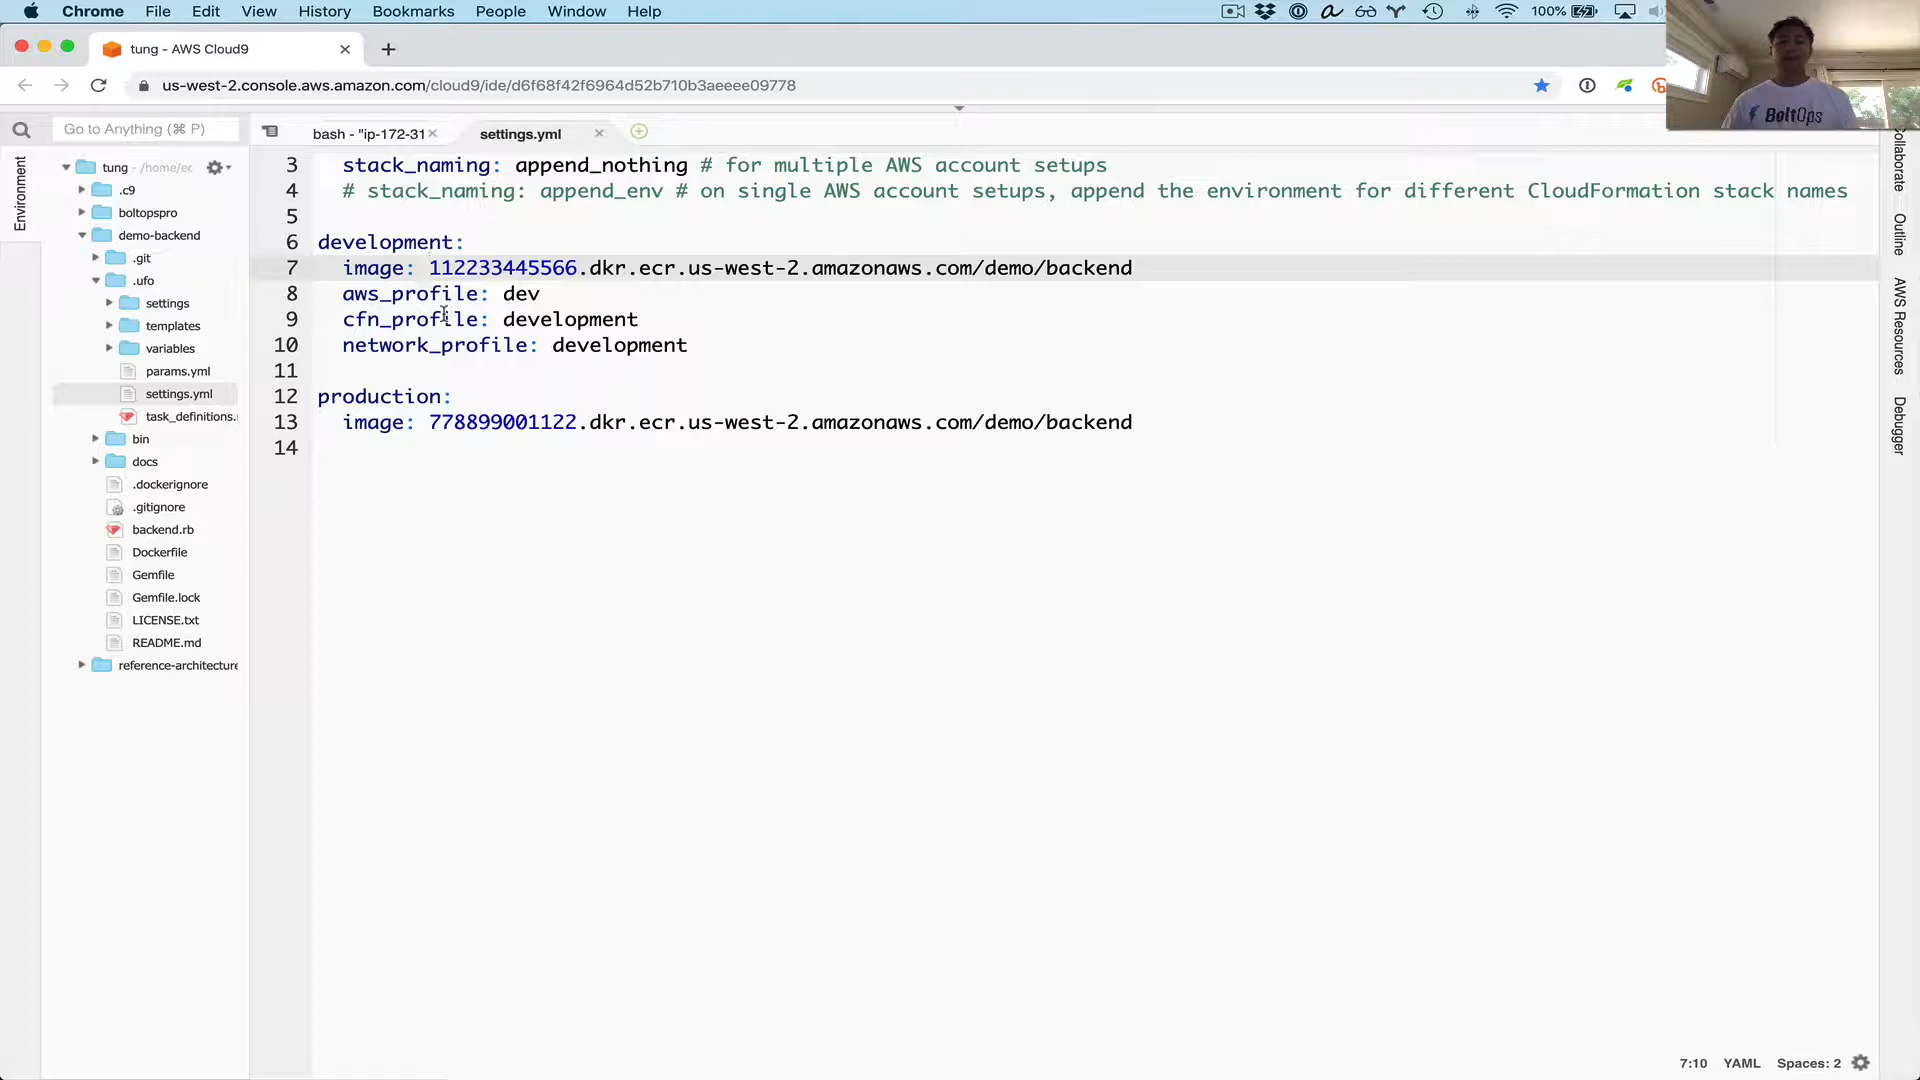 Chrome File Edit View History Bookmarks People Window Help
100%
tung - AWS Cloud9
us-west-2.console.aws.amazon.com/cloud9/ide/d6f68f42f6964d52b710b3aeeee09778
BoltOps
Go to Anything (⌘ P)
bash - "ip-172-31
settings.yml
Environment
tung - /home/ec
.c9
boltopspro
demo-backend
.git
.ufo
settings
templates
variables
params.yml
settings.yml
task_definitions.
bin
docs
.dockerignore
.gitignore
backend.rb
Dockerfile
Gemfile
Gemfile.lock
LICENSE.txt
README.md
reference-architecture
3 stack_naming: append_nothing # for multiple AWS account setups
4 # stack_naming: append_env # on single AWS account setups, append the environment for different CloudFormation stack names
5
6 development:
7 image: 112233445566.dkr.ecr.us-west-2.amazonaws.com/demo/backend
8 aws_profile: dev
9 cfn_profile: development
10 network_profile: development
11
12 production:
13 image: 778899001122.dkr.ecr.us-west-2.amazonaws.com/demo/backend
14
Collaborate
Outline
AWS Resources
Debugger
7:10 YAML Spaces: 2